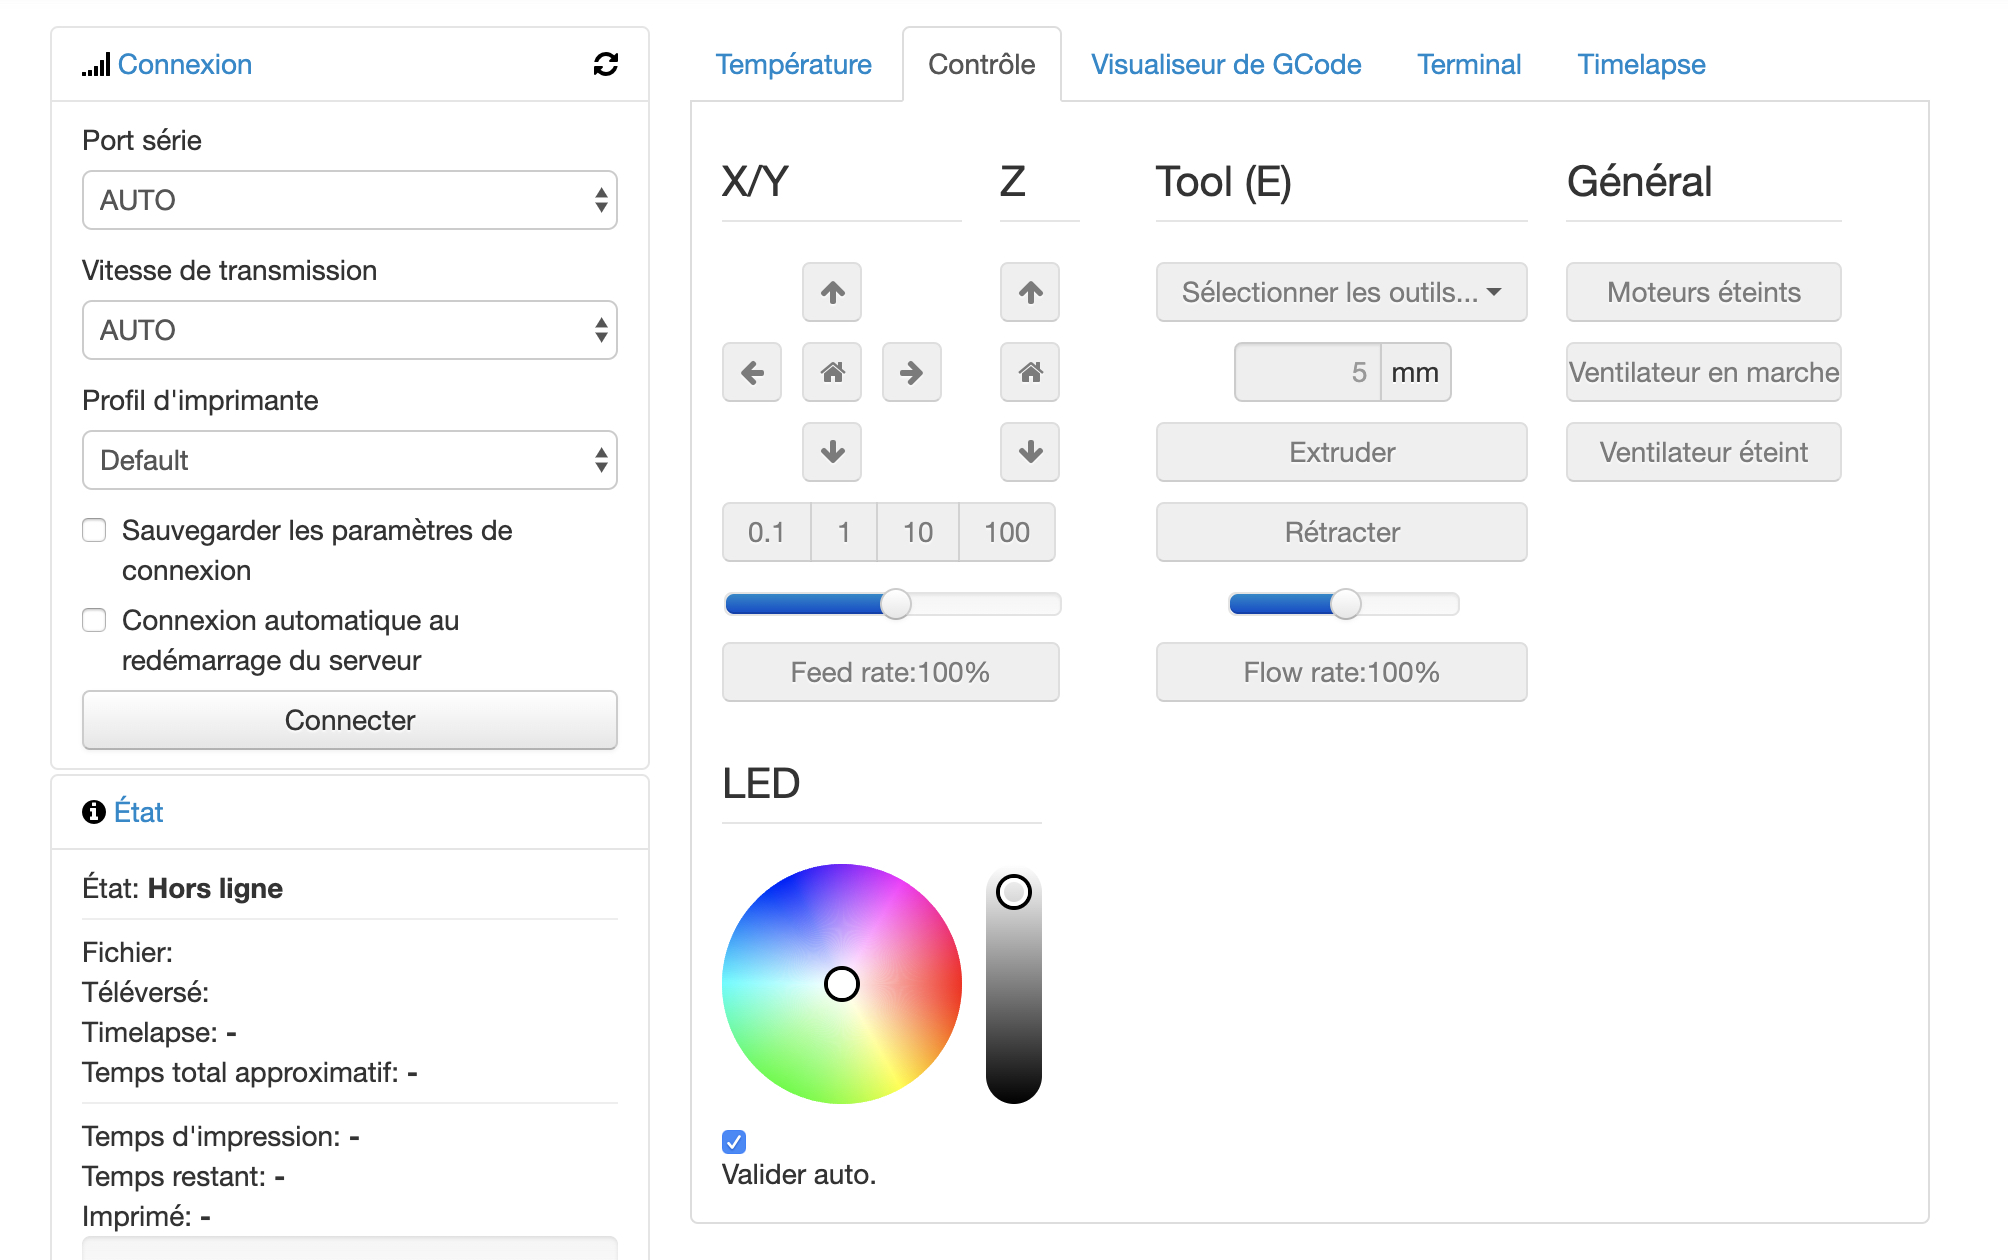 Connexion
Port série
AUTO
Vitesse de transmission
AUTO
Profil d'imprimante
Default
Sauvegarder les paramètres de
connexion
Connexion automatique au
redémarrage du serveur
Connecter
État
État: Hors ligne
Fichier:
Téléversé:
Timelapse: -
Temps total approximatif: -
Temps d'impression: -
Temps restant: -
Imprimé: -
Température
Contrôle
Visualiseur de GCode
Terminal
Timelapse
X/Y
Z
0.1 1 10 100
Feed rate:100%
Tool (E)
Sélectionner les outils...
5 mm
Extruder
Rétracter
Flow rate:100%
Général
Moteurs éteints
Ventilateur en marche
Ventilateur éteint
LED
Valider auto.